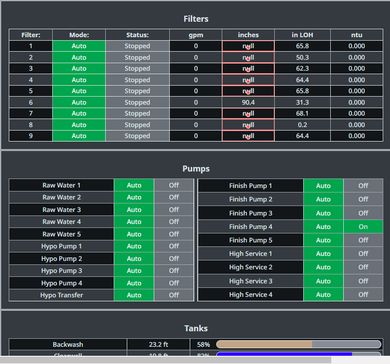 Filters
Filter: Mode: Status: gpm inches in LOH ntu
1 Auto Stopped 0 null 65.8 0.000
2 Auto Stopped 0 null 50.3 0.000
3 Auto Stopped 0 null 62.3 0.000
4 Auto Stopped 0 null 64.4 0.000
5 Auto Stopped 0 null 65.8 0.000
6 Auto Stopped 0 90.4 31.3 0.000
7 Auto Stopped 0 null 68.1 0.000
8 Auto Stopped 0 null 0.2 0.000
9 Auto Stopped 0 null 64.4 0.000
Pumps
Raw Water 1 Auto Off
Raw Water 2 Auto Off
Raw Water 3 Auto Off
Raw Water 4 Auto Off
Raw Water 5 Auto Off
Hypo Pump 1 Auto Off
Hypo Pump 2 Auto Off
Hypo Pump 3 Auto Off
Hypo Pump 4 Auto Off
Hypo Transfer Auto Off
Finish Pump 1 Auto Off
Finish Pump 2 Auto Off
Finish Pump 3 Auto Off
Finish Pump 4 Auto On
Finish Pump 5 Auto Off
High Service 1 Auto Off
High Service 2 Auto Off
High Service 3 Auto Off
High Service 4 Auto Off
Tanks
Backwash 23.2 ft 58%
Clearwell 19.8 ft